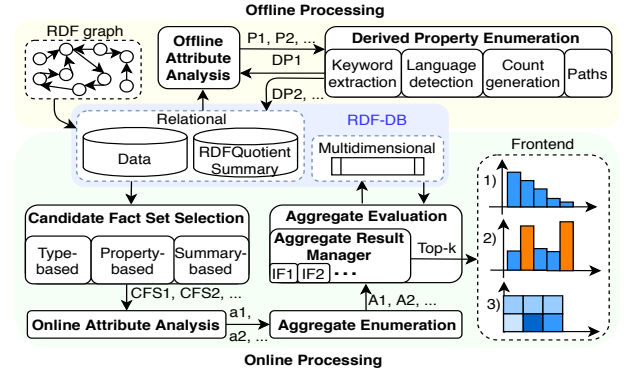 Offline Processing
RDF graph
Offline
Attribute
Analysis
P1, P2, ...
DP1
DP2, ...
Derived Property Enumeration
Keyword
extraction
Language
detection
Count
generation
Paths
RDF-DB
Relational
Data
RDFQuotient
Summary
Multidimensional
Frontend
1)
2)
3)
Candidate Fact Set Selection
Type-
based
Property-
based
Summary-
based
CFS1, CFS2, ...
Aggregate Evaluation
Aggregate Result
Manager
IF1
IF2
...
Top-k
A1, A2, ...
Online Attribute Analysis
a1,
a2, ...
Aggregate Enumeration
Online Processing